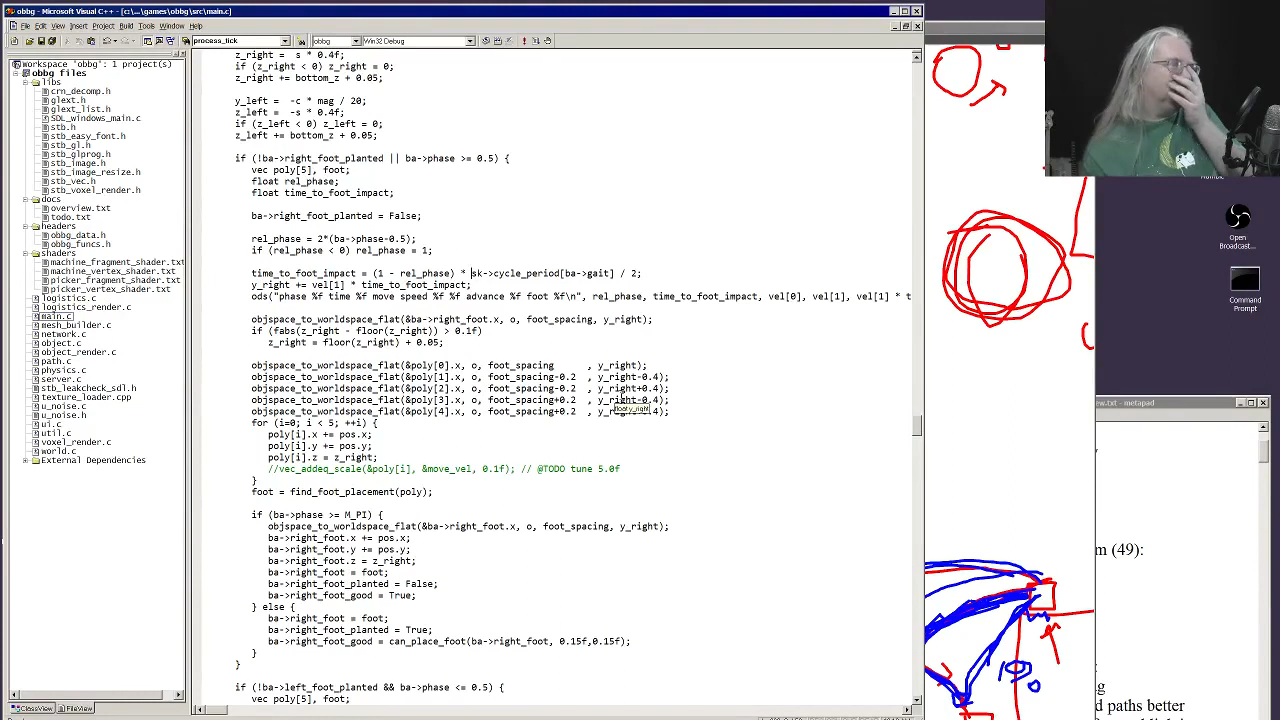 obbg - Microsoft Visual C++ - [c:\...\games\obbg\src\main.c]
File Edit View Insert Project Build Tools Window Help
process_tick obbg Win32 Debug
Workspace 'obbg': 1 project(s)
obbg files
libs
crn_decomp.h
glext.h
glext_list.h
SDL_windows_main.c
stb.h
stb_easy_font.h
stb_gl.h
stb_glprog.h
stb_image.h
stb_image_resize.h
stb_vec.h
stb_voxel_render.h
docs
overview.txt
todo.txt
headers
obbg_data.h
obbg_funcs.h
shaders
machine_fragment_shader.txt
machine_vertex_shader.txt
picker_fragment_shader.txt
picker_vertex_shader.txt
logistics.c
logistics_render.c
main.c
mesh_builder.c
network.c
object.c
object_render.c
path.c
physics.c
server.c
stb_leakcheck_sdl.h
texture_loader.cpp
u_noise.c
u_noise.h
ui.c
util.c
voxel_render.c
world.c
External Dependencies
ClassView FileView
z_right = s * 0.4f;
if (z_right < 0) z_right = 0;
z_right += bottom_z + 0.05;
y_left = -c * mag / 20;
z_left = -s * 0.4f;
if (z_left < 0) z_left = 0;
z_left += bottom_z + 0.05;
if (!ba->right_foot_planted || ba->phase >= 0.5) {
vec poly[5], foot;
float rel_phase;
float time_to_foot_impact;
ba->right_foot_planted = False;
rel_phase = 2*(ba->phase-0.5);
if (rel_phase < 0) rel_phase = 1;
time_to_foot_impact = (1 - rel_phase) * sk->cycle_period[ba->gait] / 2;
y_right += vel[1] * time_to_foot_impact;
ods("phase %f time %f move speed %f %f advance %f foot %f\n", rel_phase, time_to_foot_impact, vel[0], vel[1], vel[1] * t
objspace_to_worldspace_flat(&ba->right_foot.x, o, foot_spacing, y_right);
if (fabs(z_right - floor(z_right)) > 0.1f)
z_right = floor(z_right) + 0.05;
objspace_to_worldspace_flat(&poly[0].x, o, foot_spacing , y_right);
objspace_to_worldspace_flat(&poly[1].x, o, foot_spacing-0.2 , y_right-0.4);
objspace_to_worldspace_flat(&poly[2].x, o, foot_spacing-0.2 , y_right+0.4);
objspace_to_worldspace_flat(&poly[3].x, o, foot_spacing+0.2 , y_right-0.4);
float y_right
objspace_to_worldspace_flat(&poly[4].x, o, foot_spacing+0.2 , .4);
for (i=0; i < 5; ++i) {
poly[i].x += pos.x;
poly[i].y += pos.y;
poly[i].z = z_right;
//vec_addeq_scale(&poly[i], &move_vel, 0.1f); // @TODO tune 5.0f
}
foot = find_foot_placement(poly);
if (ba->phase >= M_PI) {
objspace_to_worldspace_flat(&ba->right_foot.x, o, foot_spacing, y_right);
ba->right_foot.x += pos.x;
ba->right_foot.y += pos.y;
ba->right_foot.z = z_right;
ba->right_foot = foot;
ba->right_foot_planted = False;
ba->right_foot_good = True;
} else {
ba->right_foot = foot;
ba->right_foot_planted = True;
ba->right_foot_good = can_place_foot(ba->right_foot, 0.15f,0.15f);
}
}
if (!ba->left_foot_planted && ba->phase <= 0.5) {
vec poly[5], foot;
Open
Broadcast...
Command
Prompt
ew.txt - metapad
m (49):
d paths better